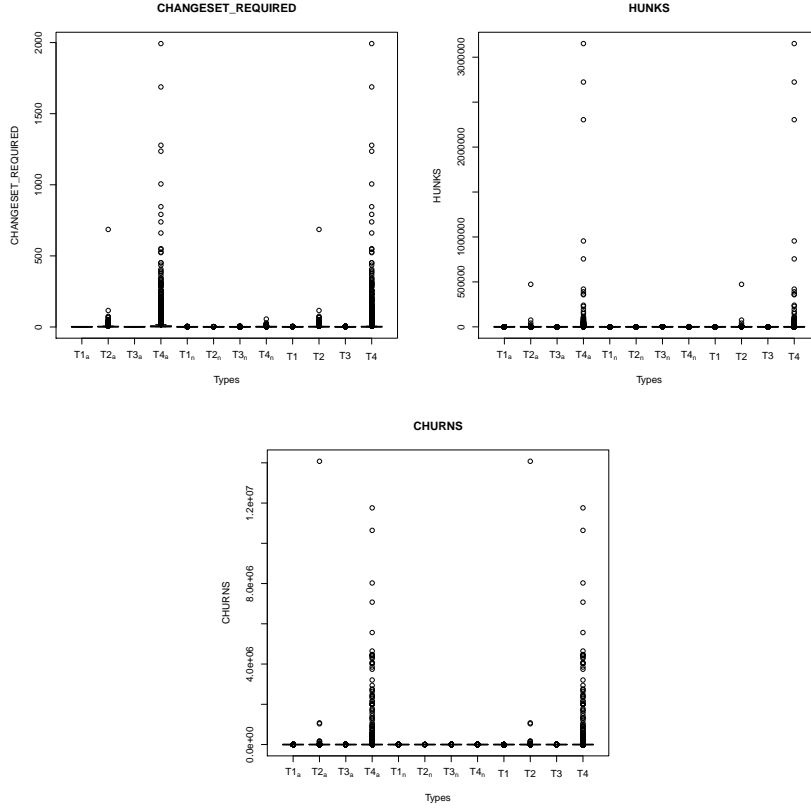 CHANGESET_REQUIRED
CHANGESET_REQUIRED
2000
1500
1000
500
0
T1a T2a T3a T4a T1n T2n T3n T4n T1 T2 T3 T4
Types
HUNKS
HUNKS
3000000
2000000
1000000
500000
0
T1a T2a T3a T4a T1n T2n T3n T4n T1 T2 T3 T4
Types
CHURNS
CHURNS
1.2e+07
8.0e+06
4.0e+06
0.0e+00
T1a T2a T3a T4a T1n T2n T3n T4n T1 T2 T3 T4
Types